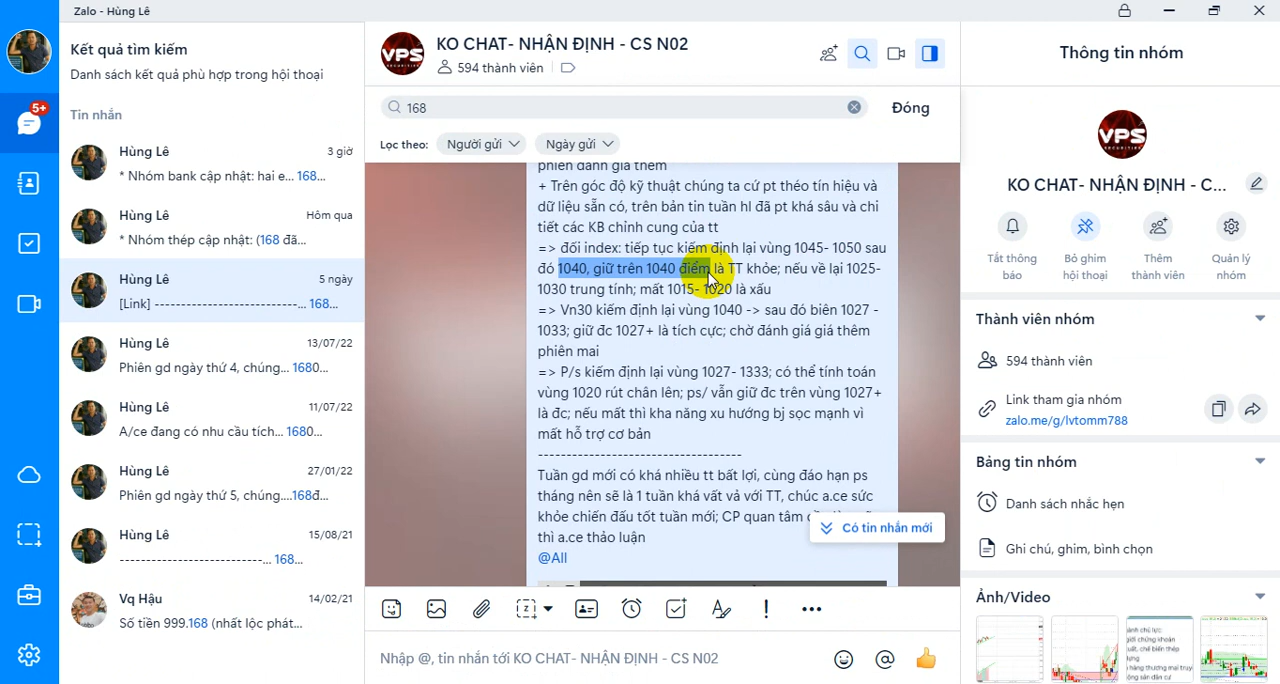 Zalo - Hùng Lê
5+
Kết quả tìm kiếm
Danh sách kết quả phù hợp trong hội thoại
Tin nhắn
Hùng Lê
3 giờ
* Nhóm bank cập nhật: hai e... 168...
Hùng Lê
Hôm qua
* Nhóm thép cập nhật: (168 đã...
Hùng Lê
5 ngày
[Link] --------------------------... 168...
Hùng Lê
13/07/22
Phiên gd ngày thứ 4, chúng... 1680...
Hùng Lê
11/07/22
A/ce đang có nhu cầu tích... 1680...
Hùng Lê
27/01/22
Phiên gd ngày thứ 5, chúng....168đ...
Hùng Lê
15/08/21
--------------------------... 168...
Vq Hậu
14/02/21
Số tiền 999.168 (nhất lộc phát...
VPS
SECURITIES
KO CHAT- NHẬN ĐỊNH - CS N02
594 thành viên
168
Đóng
Lọc theo:
Người gửi
Ngày gửi
phiên đánh giá thêm
+ Trên góc độ kỹ thuật chúng ta cứ pt théo tín hiệu và
dữ liệu sẵn có, trên bản tin tuần hl đã pt khá sâu và chi
tiết các KB chỉnh cung của tt
=> đối index: tiếp tục kiểm định lại vùng 1045- 1050 sau
đó 1040, giữ trên 1040 điểm là TT khỏe; nếu về lại 1025-
1030 trung tính; mất 1015- 1020 là xấu
=> Vn30 kiểm định lại vùng 1040 -> sau đó biên 1027 -
1033; giữ đc 1027+ là tích cực; chờ đánh giá giá thêm
phiên mai
=> P/s kiểm định lại vùng 1027- 1333; có thể tính toán
vùng 1020 rút chân lên; ps/ vẫn giữ đc trên vùng 1027+
là đc; nếu mất thì kha năng xu hướng bị sọc mạnh vì
mất hỗ trợ cơ bản
-----------------------------------
Tuần gd mới có khá nhiều tt bất lợi, cùng đáo hạn ps
tháng nên sẽ là 1 tuần khá vất vả với TT, chúc a.ce sức
khỏe chiến đấu tốt tuần mới; CP quan tâm
thì a.ce thảo luận
@All
Có tin nhắn mới
Nhập @, tin nhắn tới KO CHAT- NHẬN ĐỊNH - CS N02
Thông tin nhóm
VPS
SECURITIES
KO CHAT- NHẬN ĐỊNH - C...
Tắt thông
báo
Bỏ ghim
hội thoại
Thêm
thành viên
Quản lý
nhóm
Thành viên nhóm
594 thành viên
Link tham gia nhóm
zalo.me/g/lvtomm788
Bảng tin nhóm
Danh sách nhắc hẹn
Ghi chú, ghim, bình chọn
Ảnh/Video